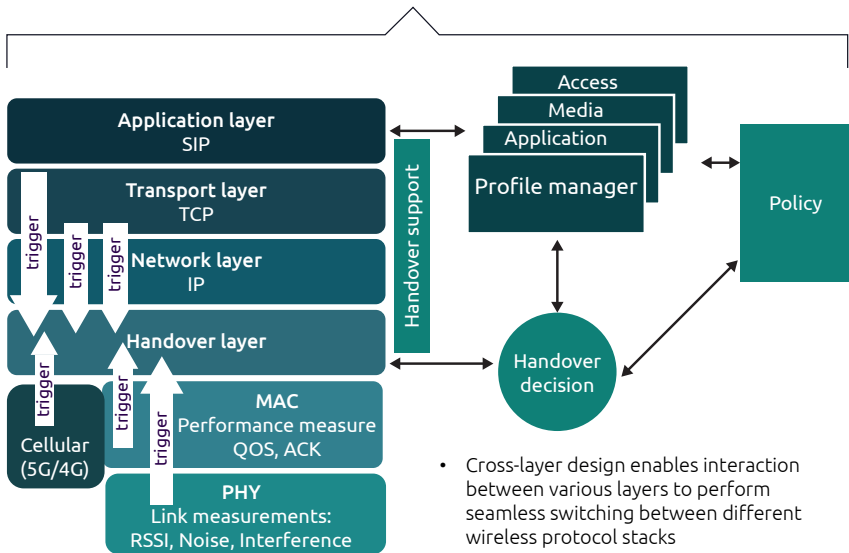 Application layer
SIP
Transport layer
TCP
Network layer
IP
Handover layer
trigger
trigger
trigger
trigger
trigger
trigger
Cellular
(5G/4G)
MAC
Performance measure
QOS, ACK
PHY
Link measurements:
RSSI, Noise, Interference
Handover support
Access
Media
Application
Profile manager
Policy
Handover
decision
• Cross-layer design enables interaction
between various layers to perform
seamless switching between different
wireless protocol stacks